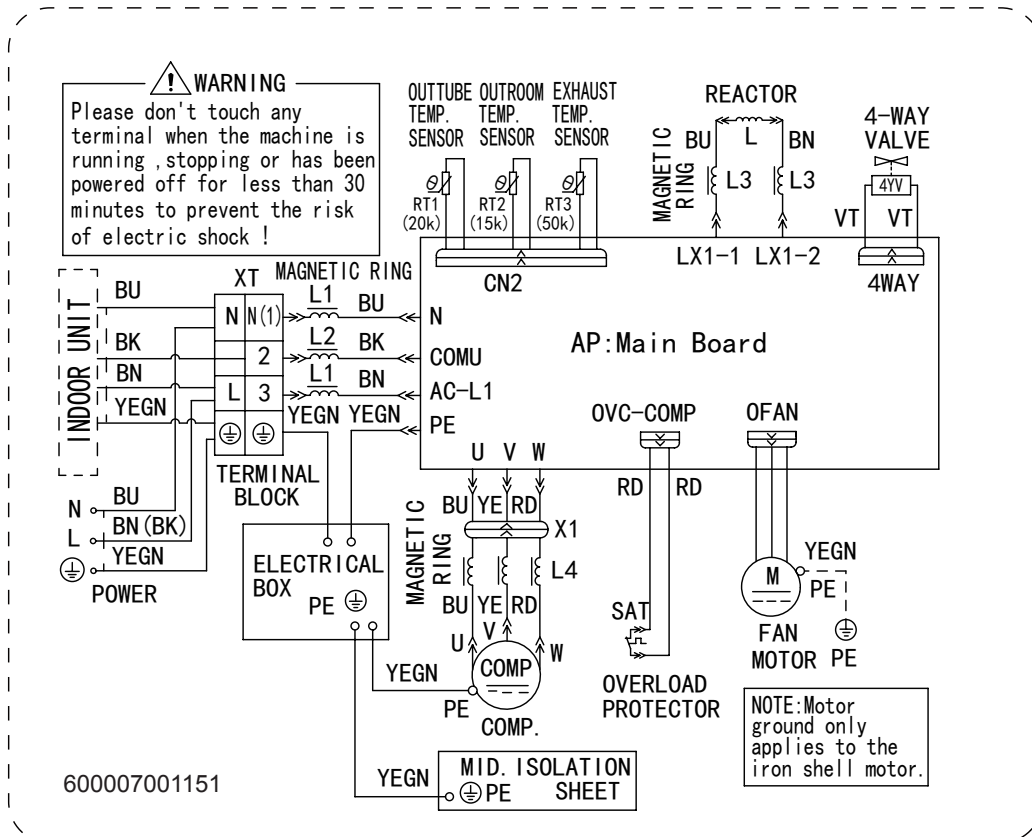 WARNING
Please don't touch any
terminal when the machine is
running ,stopping or has been
powered off for less than 30
minutes to prevent the risk
of electric shock !
OUTTUBE TEMP. SENSOR
OUTROOM TEMP. SENSOR
EXHAUST TEMP. SENSOR
RT1 (20k)
RT2 (15k)
RT3 (50k)
CN2
REACTOR
BU L BN
MAGNETIC RING
L3 L3
LX1-1 LX1-2
4-WAY VALVE
4YV
VT VT
4WAY
INDOOR UNIT
BU
BK
BN
YEGN
XT
N N(1)
2
L 3
TERMINAL BLOCK
MAGNETIC RING
L1 BU N
L2 BK COMU
L1 BN AC-L1
YEGN YEGN PE
AP:Main Board
OVC-COMP
OFAN
U V W
N BU
L BN(BK)
YEGN
POWER
ELECTRICAL BOX
PE
MAGNETIC RING
BU YE RD
X1
L4
BU YE RD
U V W
COMP
COMP.
PE
YEGN
RD RD
SAT
OVERLOAD PROTECTOR
M
YEGN
PE
FAN MOTOR
PE
NOTE:Motor
ground only
applies to the
iron shell motor.
YEGN
MID. ISOLATION SHEET
PE
600007001151